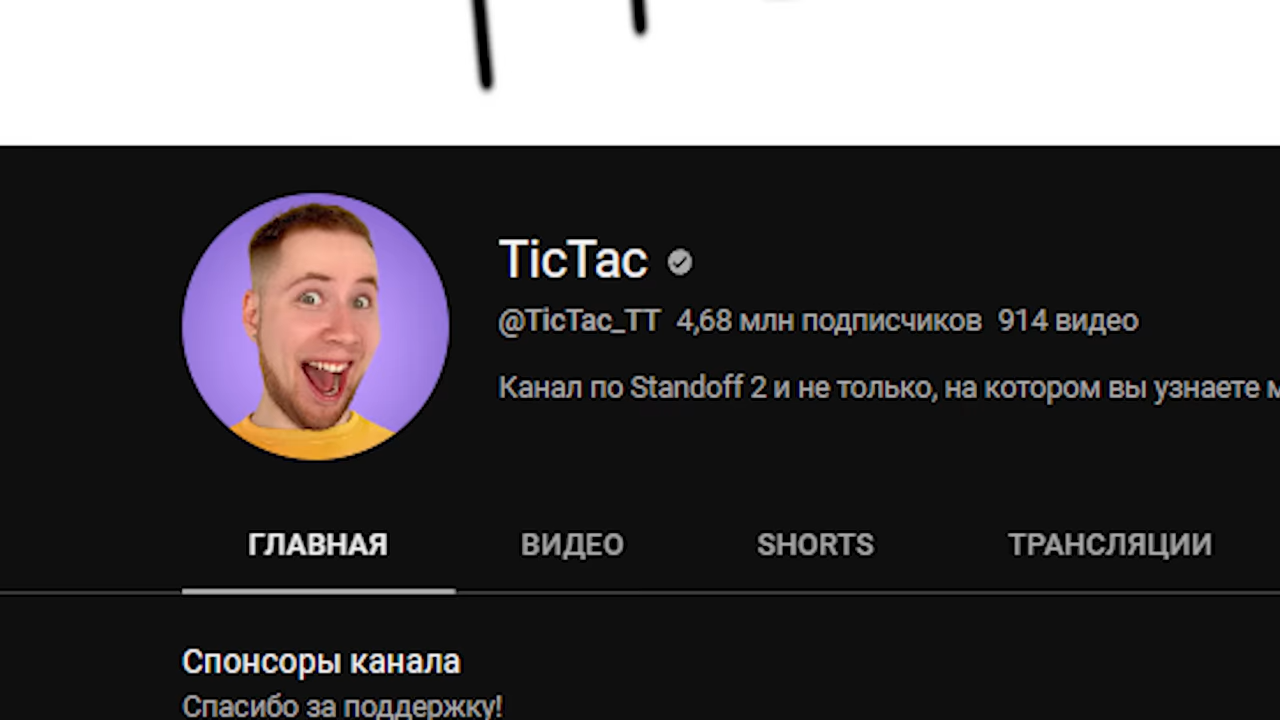 TicTac
@TicTac_TT 4,68 млн подписчиков 914 видео
Канал по Standoff 2 и не только, на котором вы узнаете
ГЛАВНАЯ ВИДЕО SHORTS ТРАНСЛЯЦИИ
Спонсоры канала
Спасибо за поддержку!